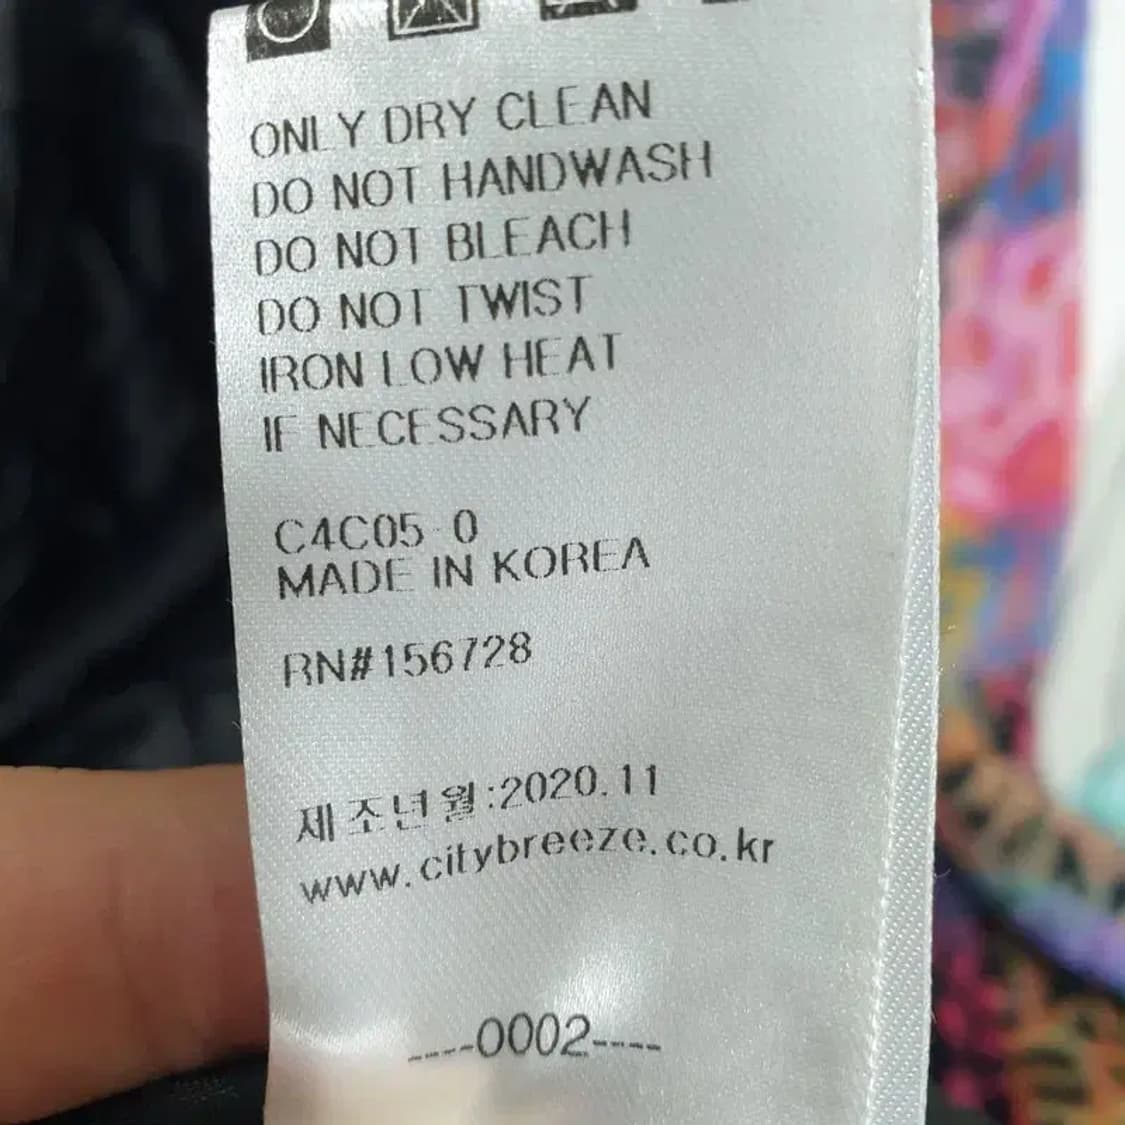 ONLY DRY CLEAN
DO NOT HANDWASH
DO NOT BLEACH
DO NOT TWIST
IRON LOW HEAT
IF NECESSARY
C4C05-0
MADE IN KOREA
RN#156728
제조년월:2020.11
www.citybreeze.co.kr
----0002----